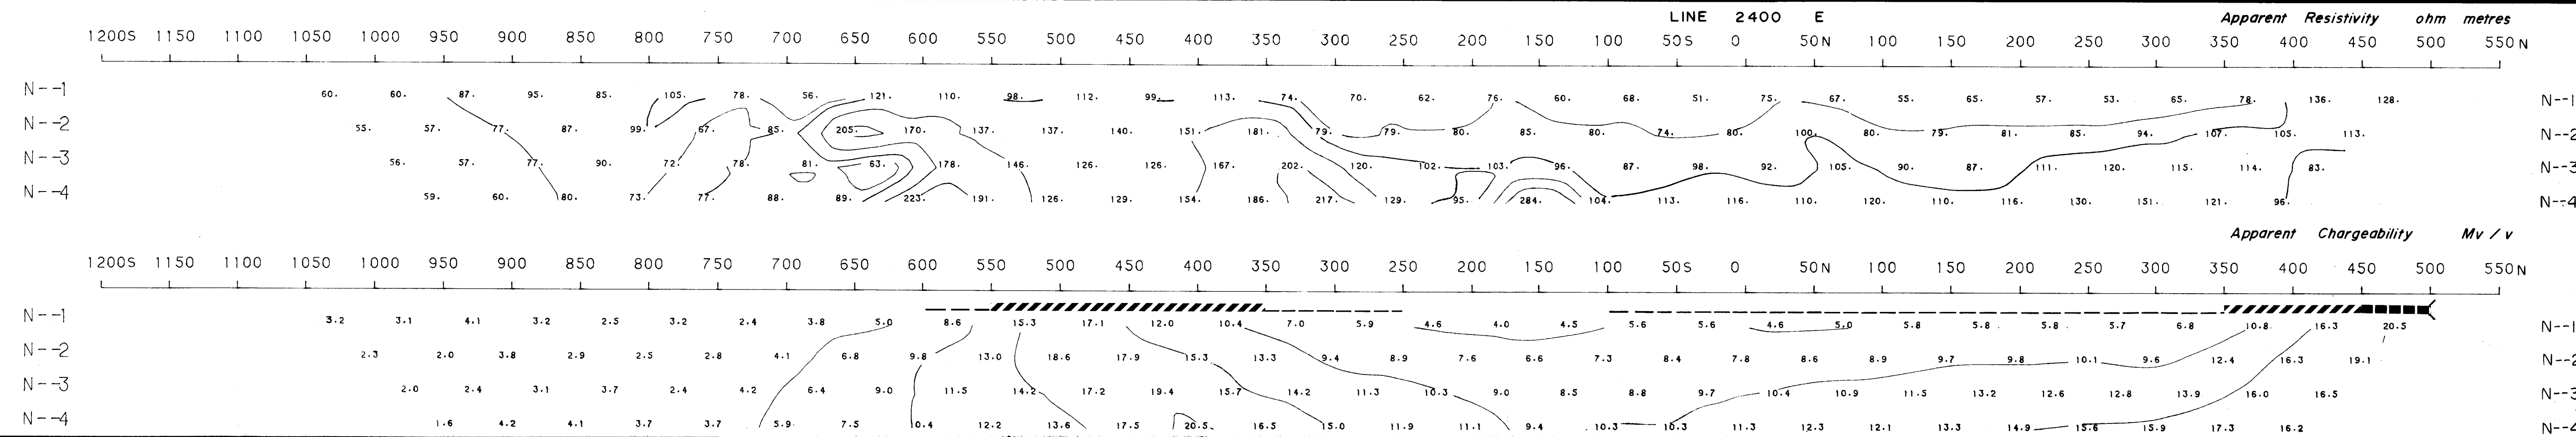 LINE 2400 E Apparent Resistivity ohm metres
1200S 1150 1100 1050 1000 950 900 850 800 750 700 650 600 550 500 450 400 350 300 250 200 150 100 50S 0 50N 100 150 200 250 300 350 400 450 500 550N
N--1 60. 60. 87. 95. 85. 105. 78. 56. 121. 110. 98. 112. 99. 113. 74. 70. 62. 76. 60. 68. 51. 75. 67. 55. 65. 57. 53. 65. 78. 136. 128. N--1
N--2 55. 57. 77. 87. 99. 67. 85. 205. 170. 137. 137. 140. 151. 181. 79. 79. 80. 85. 80. 74. 80. 100. 80. 79. 81. 85. 94. 107. 105. 113. N--2
N--3 56. 57. 77. 90. 72. 78. 81. 63. 178. 146. 126. 126. 167. 202. 120. 102. 103. 96. 87. 98. 92. 105. 90. 87. 111. 120. 115. 114. 83. N--3
N--4 59. 60. 80. 73. 77. 88. 89. 223. 191. 126. 129. 154. 186. 217. 129. 95. 284. 104. 113. 116. 110. 120. 110. 116. 130. 151. 121. 96. N--4
Apparent Chargeability Mv / v
1200S 1150 1100 1050 1000 950 900 850 800 750 700 650 600 550 500 450 400 350 300 250 200 150 100 50S 0 50N 100 150 200 250 300 350 400 450 500 550N
N--1 3.2 3.1 4.1 3.2 2.5 3.2 2.4 3.8 5.0 8.6 15.3 17.1 12.0 10.4 7.0 5.9 4.6 4.0 4.5 5.6 5.6 4.6 5.0 5.8 5.8 5.8 5.7 6.8 10.8 16.3 20.5 N--1
N--2 2.3 2.0 3.8 2.9 2.5 2.8 4.1 6.8 9.8 13.0 18.6 17.9 15.3 13.3 9.4 8.9 7.6 6.6 7.3 8.4 7.8 8.6 8.9 9.7 9.8 10.1 9.6 12.4 16.3 19.1 N--2
N--3 2.0 2.4 3.1 3.7 2.4 4.2 6.4 9.0 11.5 14.2 17.2 19.4 15.7 14.2 11.3 10.3 9.0 8.5 8.8 9.7 10.4 10.9 11.5 13.2 12.6 12.8 13.9 16.0 16.5 N--3
N--4 1.6 4.2 4.1 3.7 3.7 5.9 7.5 10.4 12.2 13.6 17.5 20.5 16.5 15.0 11.9 11.1 9.4 10.3 10.3 11.3 12.3 12.1 13.3 14.9 15.6 15.9 17.3 16.2 N--4